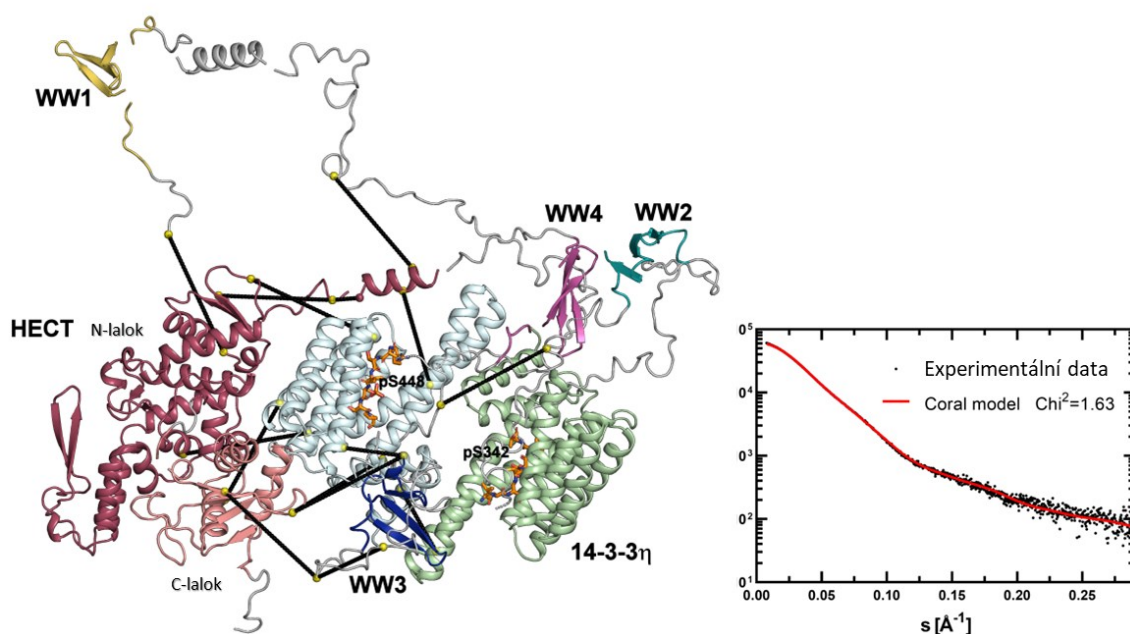 WW1
WW4
WW2
HECT
N-lalok
pS448
pS342
14-3-3η
WW3
C-lalok
10⁵
10⁴
10³
10²
10¹
Experimentální data
Coral model Chi²=1.63
0.00
0.05
0.10
0.15
0.20
0.25
s [Å⁻¹]